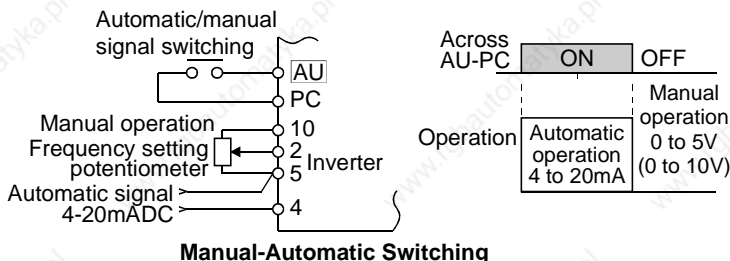 Automatic/manual
signal switching
AU
PC
Manual operation
Frequency setting
potentiometer
10
2
5
Inverter
Automatic signal
4-20mADC
4
Across
AU-PC
ON
OFF
Operation
Automatic
operation
4 to 20mA
Manual
operation
0 to 5V
(0 to 10V)
Manual-Automatic Switching